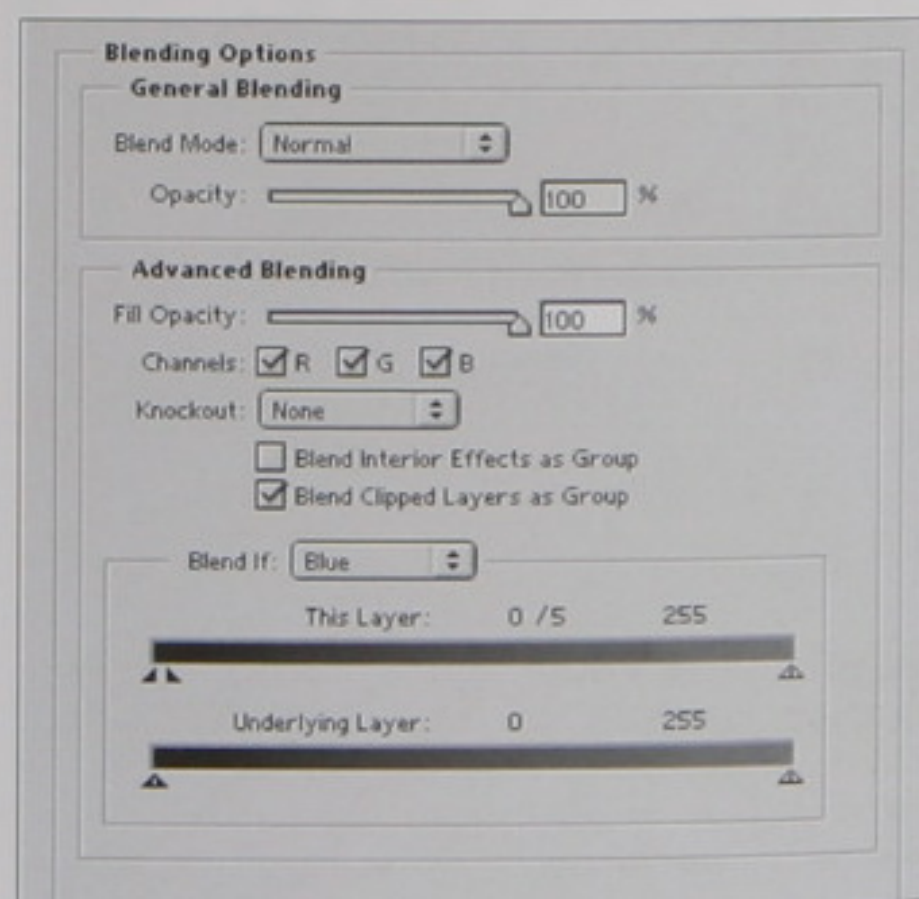 Blending Options
General Blending
Blend Mode: Normal
Opacity: 100 %
Advanced Blending
Fill Opacity: 100 %
Channels: R G B
Knockout: None
Blend Interior Effects as Group
Blend Clipped Layers as Group
Blend If: Blue
This Layer: 0 /5 255
Underlying Layer: 0 255